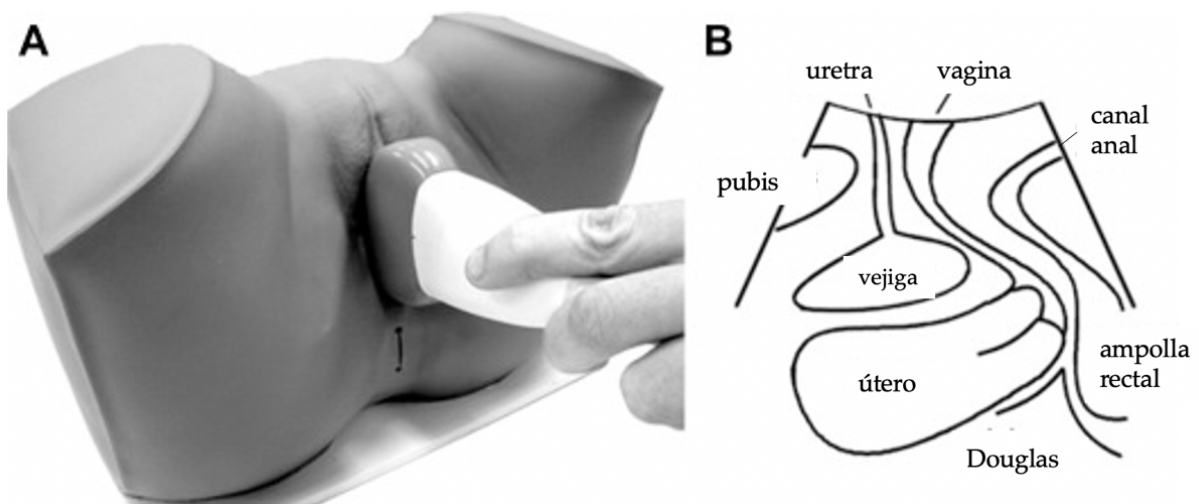 A
B
uretra
vagina
canal
anal
pubis
vejiga
útero
ampolla
rectal
Douglas